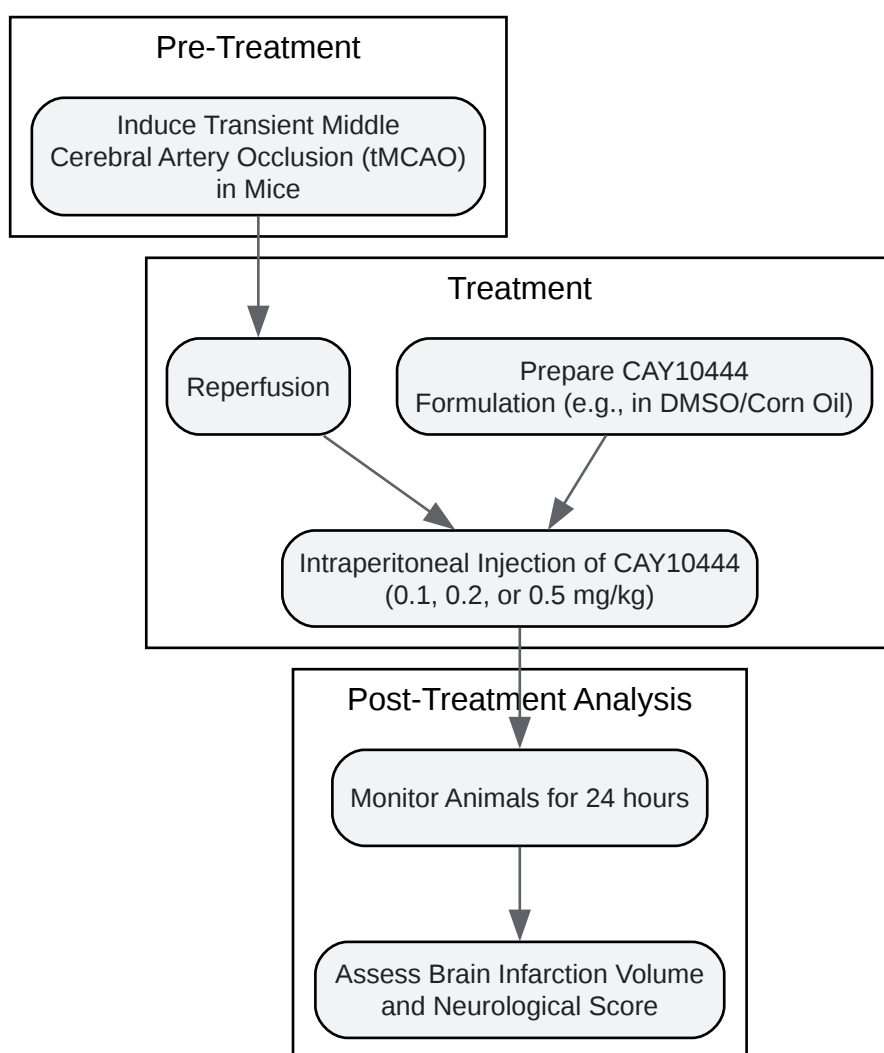 Pre-Treatment
Induce Transient Middle
Cerebral Artery Occlusion (tMCAO)
in Mice
Treatment
Reperfusion
Prepare CAY10444
Formulation (e.g., in DMSO/Corn Oil)
Intraperitoneal Injection of CAY10444
(0.1, 0.2, or 0.5 mg/kg)
Post-Treatment Analysis
Monitor Animals for 24 hours
Assess Brain Infarction Volume
and Neurological Score